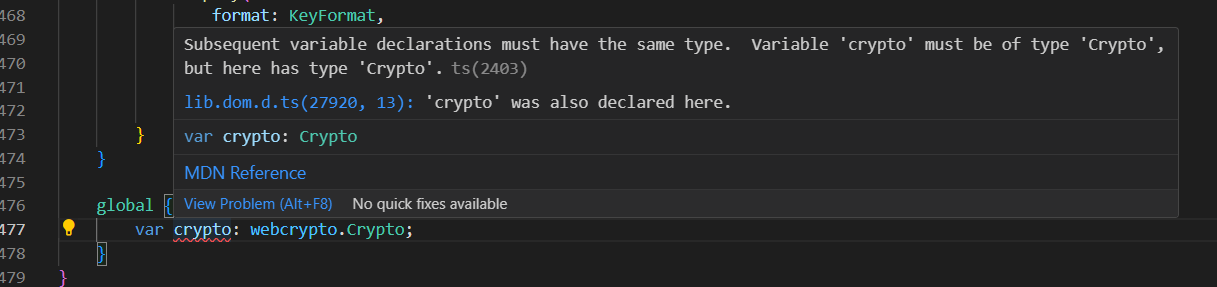 468 format: KeyFormat,
469
Subsequent variable declarations must have the same type.  Variable 'crypto' must be of type 'Crypto',
470
but here has type 'Crypto'. ts(2403)
471
lib.dom.d.ts(27920, 13): 'crypto' was also declared here.
472
473 }
var crypto: Crypto
474 }
MDN Reference
475
476 global {
View Problem (Alt+F8) No quick fixes available
477 var crypto: webcrypto.Crypto;
478 }
479 }